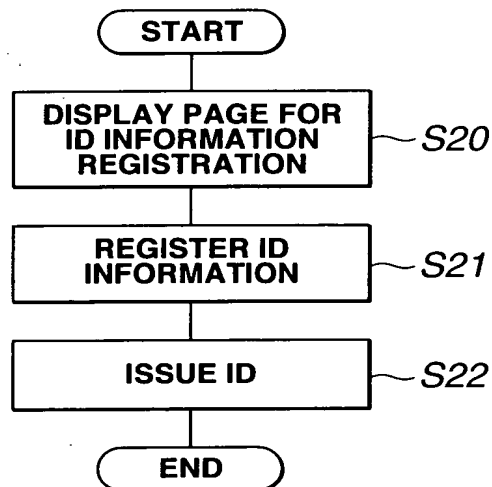 START
DISPLAY PAGE FOR
ID INFORMATION
REGISTRATION
S20
REGISTER ID
INFORMATION
S21
ISSUE ID
S22
END